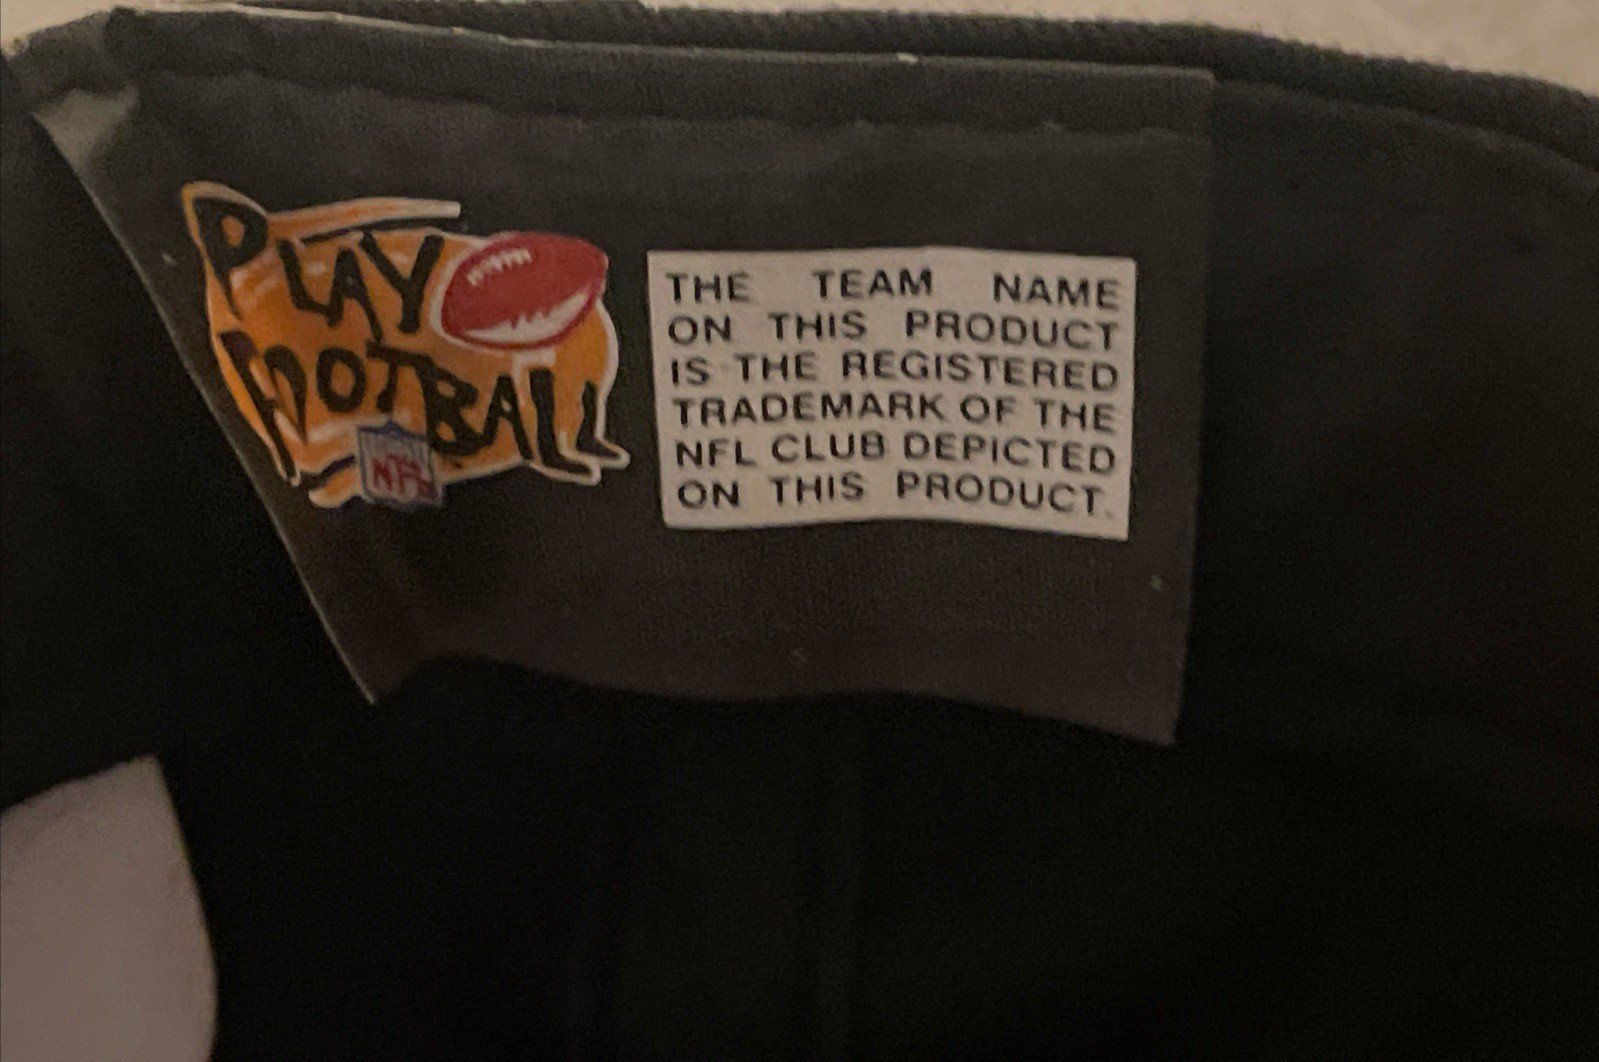 PLAY
FOOTBALL
NFL
THE TEAM NAME
ON THIS PRODUCT
IS THE REGISTERED
TRADEMARK OF THE
NFL CLUB DEPICTED
ON THIS PRODUCT.